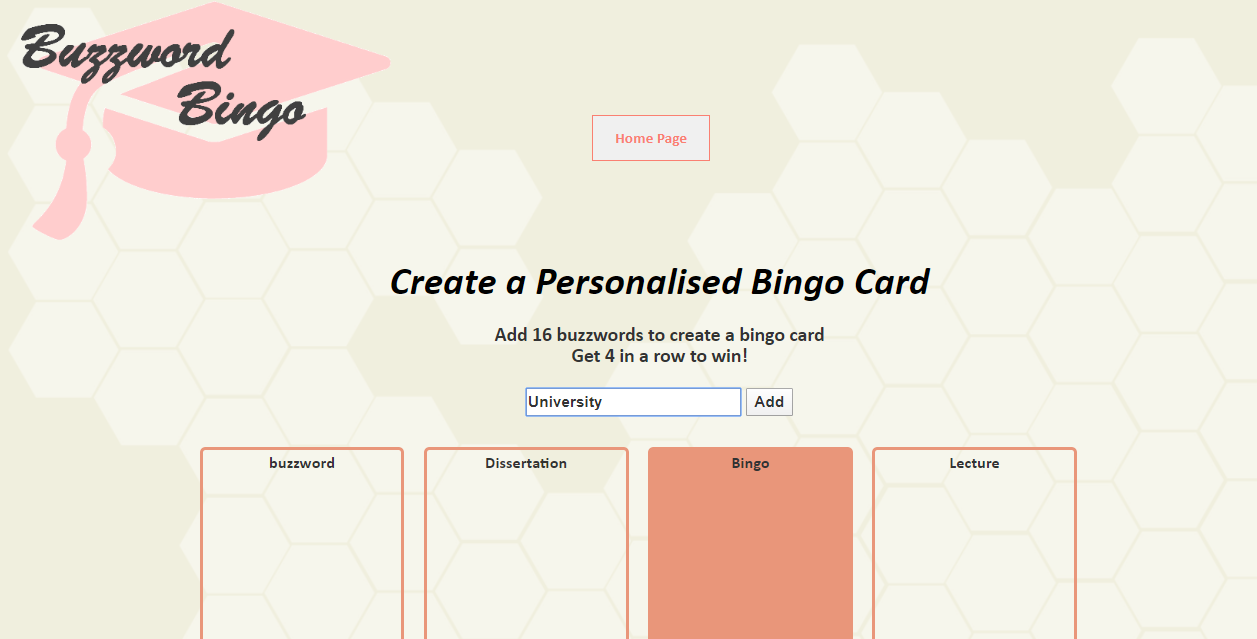 Buzzword
Bingo
Home Page
Create a Personalised Bingo Card
Add 16 buzzwords to create a bingo card
Get 4 in a row to win!
University Add
buzzword Dissertation Bingo Lecture